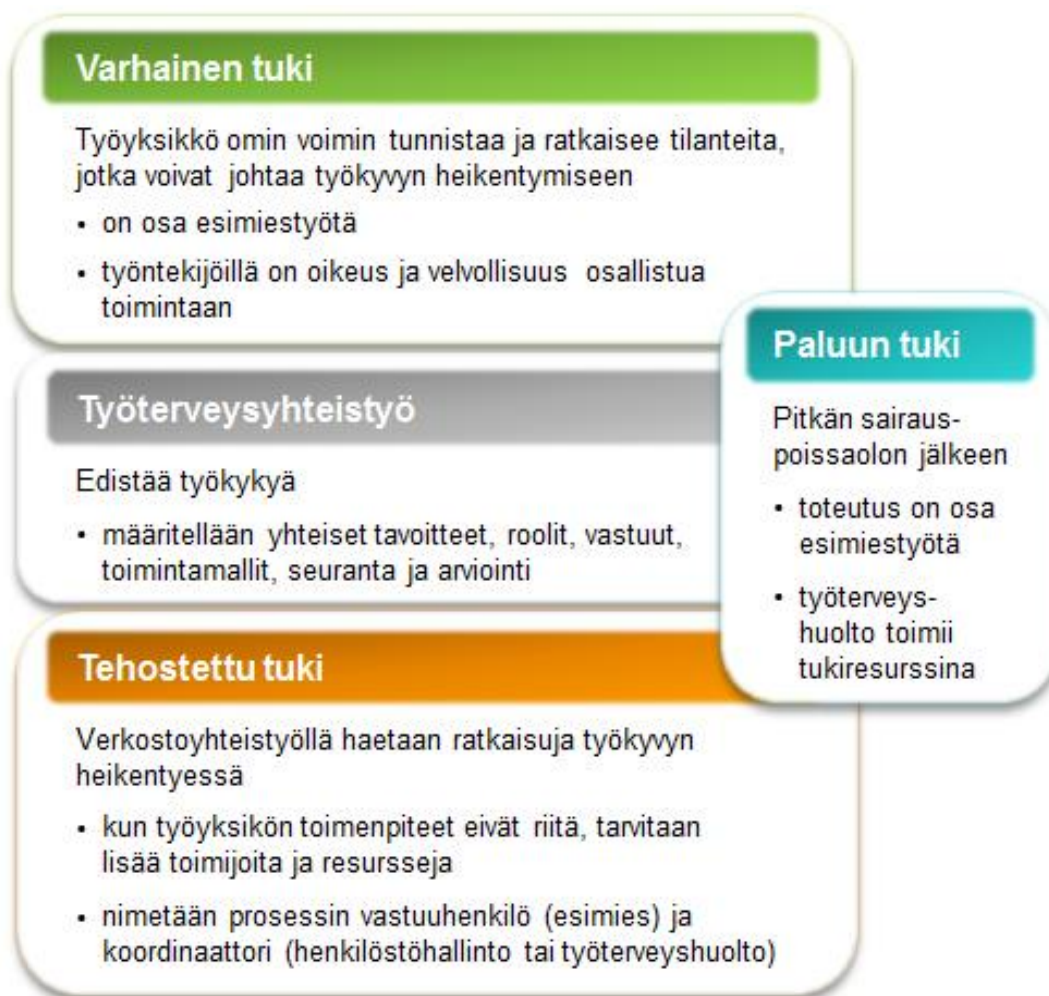 Varhainen tuki
Työyksikkö omin voimin tunnistaa ja ratkaisee tilanteita,
jotka voivat johtaa työkyvyn heikentymiseen
• on osa esimiestyötä
• työntekijöillä on oikeus ja velvollisuus osallistua
toimintaan
Työterveysyhteistyö
Edistää työkykyä
• määritellään yhteiset tavoitteet, roolit, vastuut,
toimintamallit, seuranta ja arviointi
Tehostettu tuki
Verkostoyhteistyöllä haetaan ratkaisuja työkyvyn
heikentyessä
• kun työyksikön toimenpiteet eivät riitä, tarvitaan
lisää toimijoita ja resursseja
• nimetään prosessin vastuuhenkilö (esimies) ja
koordinaattori (henkilöstöhallinto tai työterveyshuolto)
Paluun tuki
Pitkän sairaus-
poissaolon jälkeen
• toteutus on osa
esimiestyötä
• työterveys-
huolto toimii
tukiresurssina